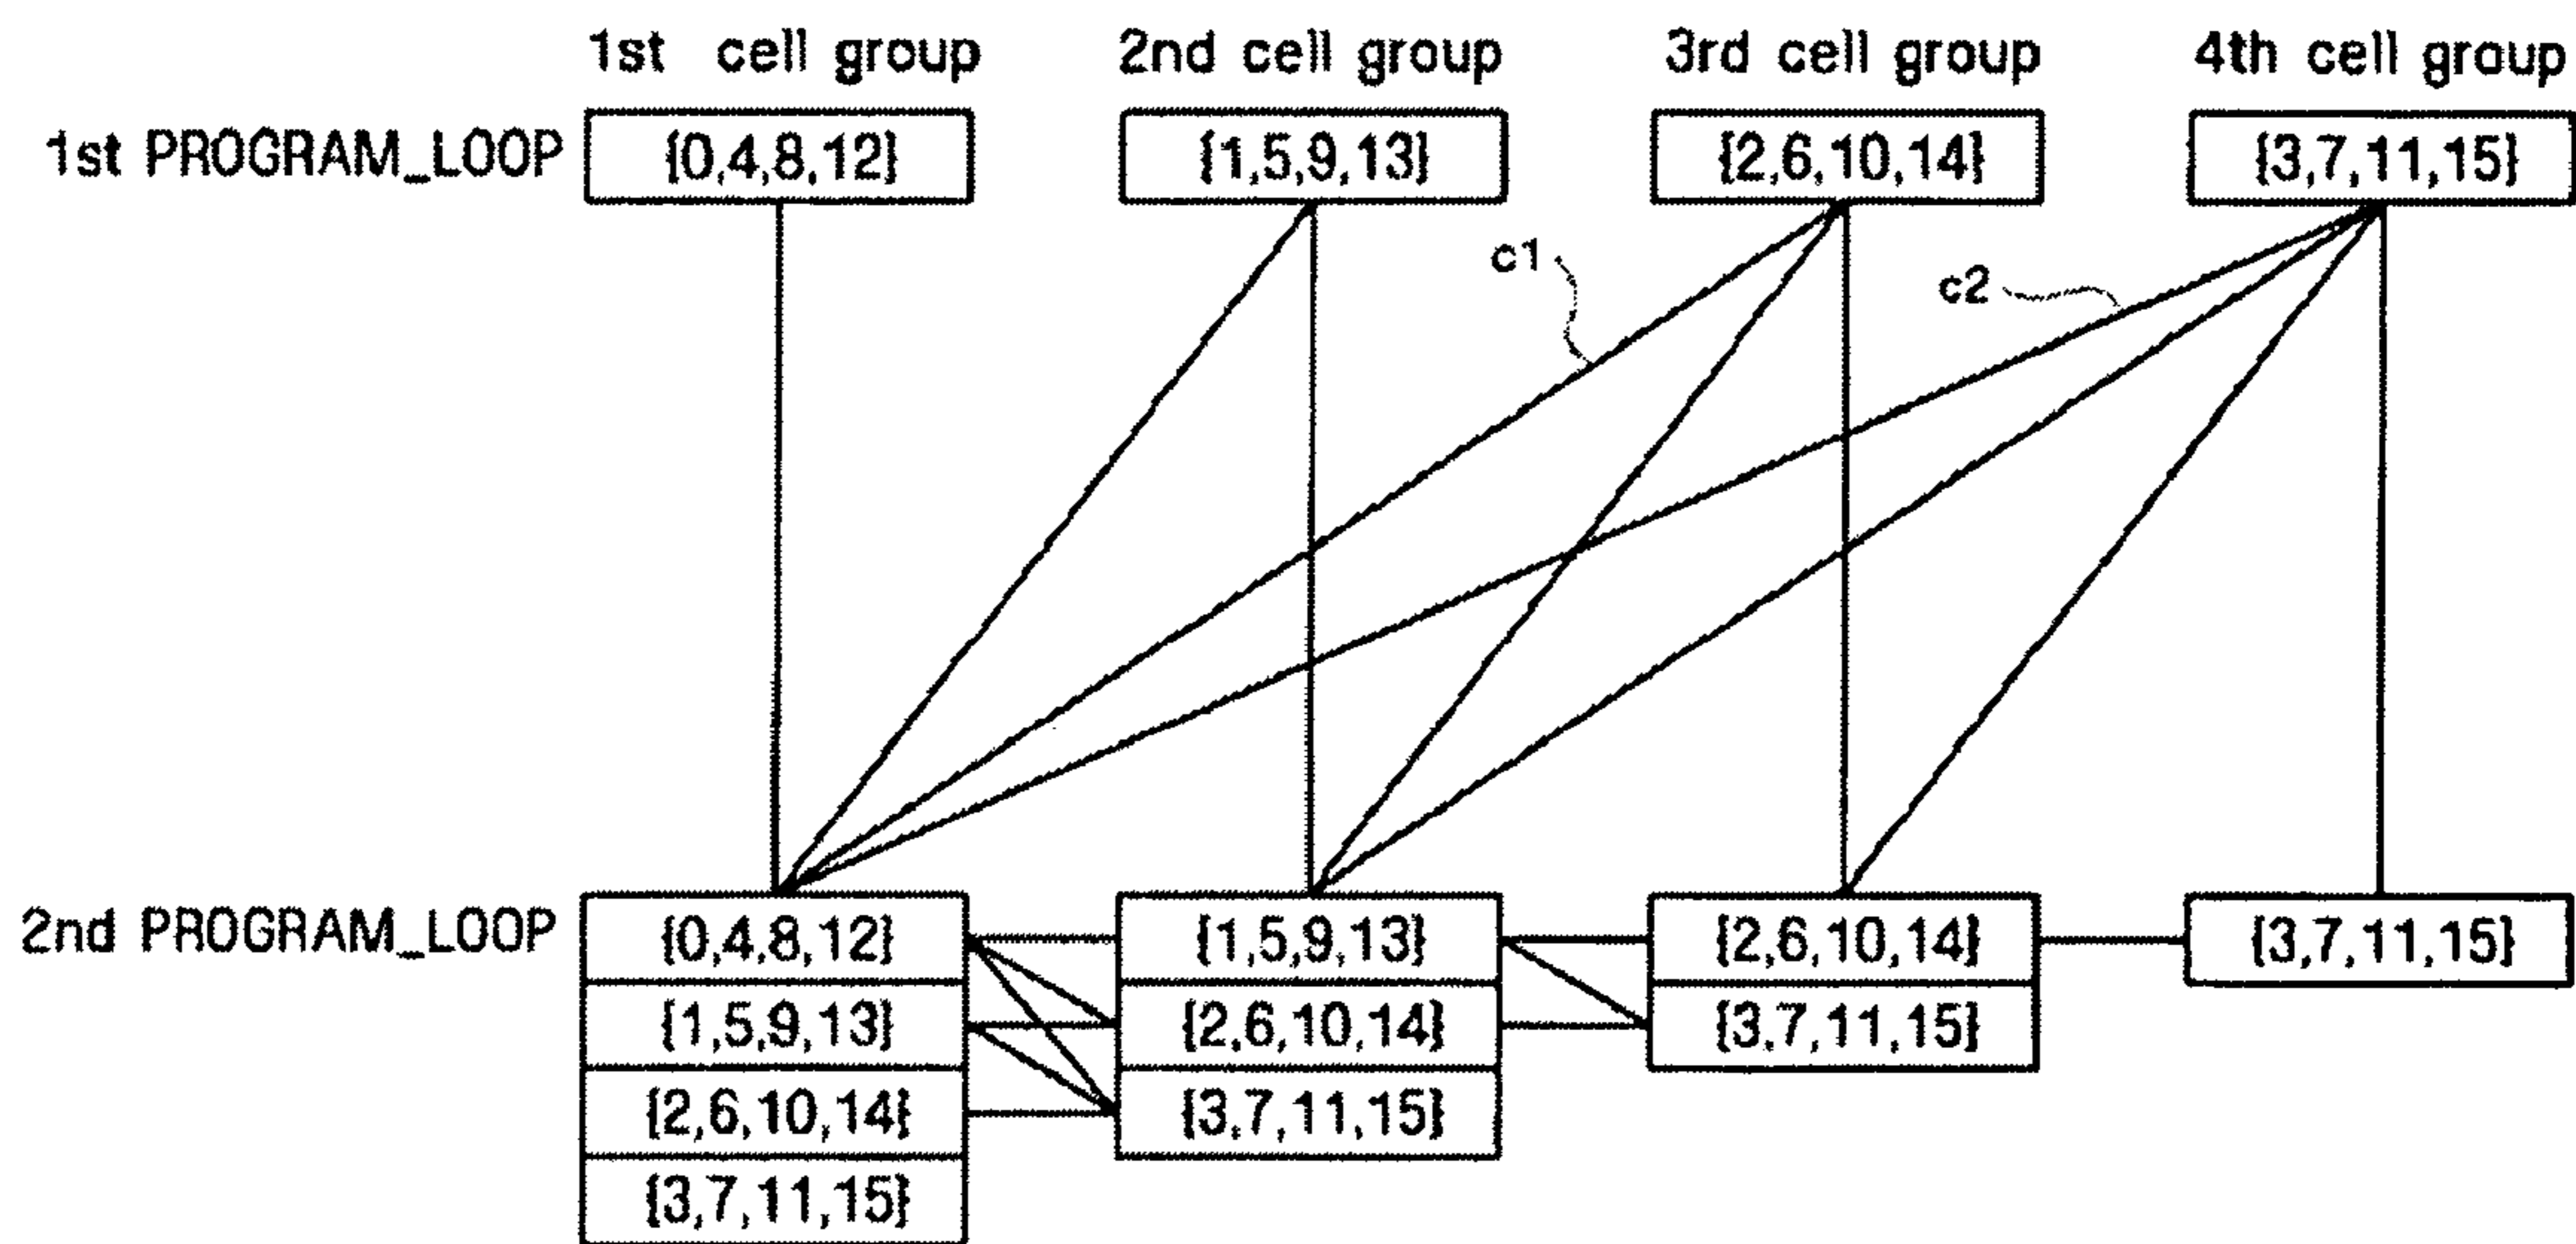 1st cell group 2nd cell group 3rd cell group 4th cell group
1st PROGRAM_LOOP {0,4,8,12} {1,5,9,13} {2,6,10,14} {3,7,11,15}
c1
c2
2nd PROGRAM_LOOP {0,4,8,12} {1,5,9,13} {2,6,10,14} {3,7,11,15}
{1,5,9,13} {2,6,10,14} {3,7,11,15}
{2,6,10,14} {3,7,11,15}
{3,7,11,15}